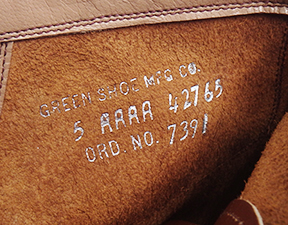 GREEN SHOE MFG. CO.
5 AAAA 42765
ORD. NO. 7391